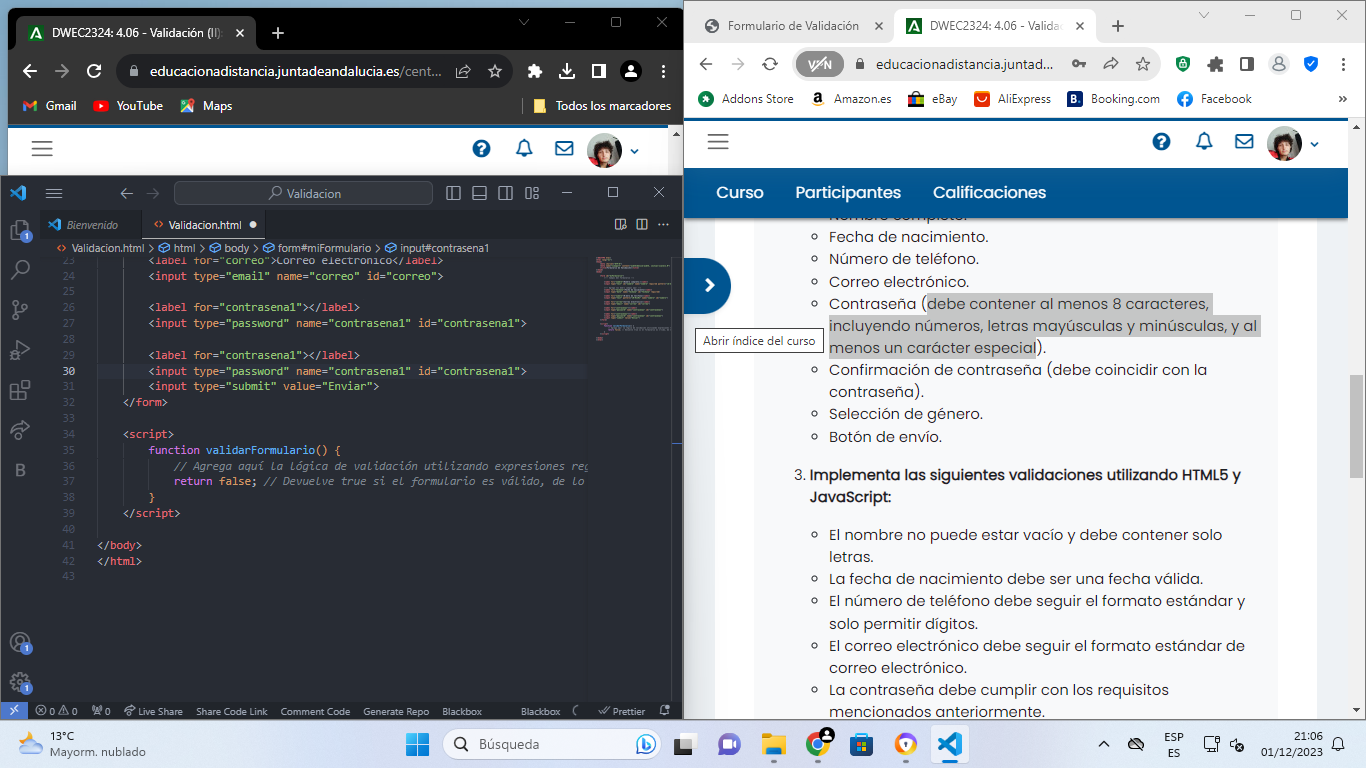 DWEC2324: 4.06 - Validación (II):
educacionadistancia.juntadeandalucia.es/cent...
Gmail
YouTube
Maps
Todos los marcadores
Validacion
Bienvenido
Validacion.html
Validacion.html > html > body > form#miFormulario > input#contrasena1
23 <label for="correo">Correo electronico</label>
24 <input type="email" name="correo" id="correo">
25
26 <label for="contrasena1"></label>
27 <input type="password" name="contrasena1" id="contrasena1">
28
29 <label for="contrasena1"></label>
30 <input type="password" name="contrasena1" id="contrasena1">
31 <input type="submit" value="Enviar">
32 </form>
33
34 <script>
35 function validarFormulario() {
36 // Agrega aquí la lógica de validación utilizando expresiones reg
37 return false; // Devuelve true si el formulario es válido, de lo
38 }
39 </script>
40
41 </body>
42 </html>
43
1
1
1
B
0 0
0
Live Share
Share Code Link
Comment Code
Generate Repo
Blackbox
Blackbox
Prettier
Formulario de Validación
DWEC2324: 4.06 - Valida
VPN
educacionadistancia.juntad...
Addons Store
Amazon.es
eBay
AliExpress
Booking.com
Facebook
»
Curso
Participantes
Calificaciones
Nombre completo.
Fecha de nacimiento.
Número de teléfono.
Correo electrónico.
Contraseña (debe contener al menos 8 caracteres,
incluyendo números, letras mayúsculas y minúsculas, y al
menos un carácter especial).
Abrir índice del curso
Confirmación de contraseña (debe coincidir con la
contraseña).
Selección de género.
Botón de envío.
3. Implementa las siguientes validaciones utilizando HTML5 y
JavaScript:
El nombre no puede estar vacío y debe contener solo
letras.
La fecha de nacimiento debe ser una fecha válida.
El número de teléfono debe seguir el formato estándar y
solo permitir dígitos.
El correo electrónico debe seguir el formato estándar de
correo electrónico.
La contraseña debe cumplir con los requisitos
mencionados anteriormente.
13°C
Mayorm. nublado
Búsqueda
ESP
ES
21:06
01/12/2023